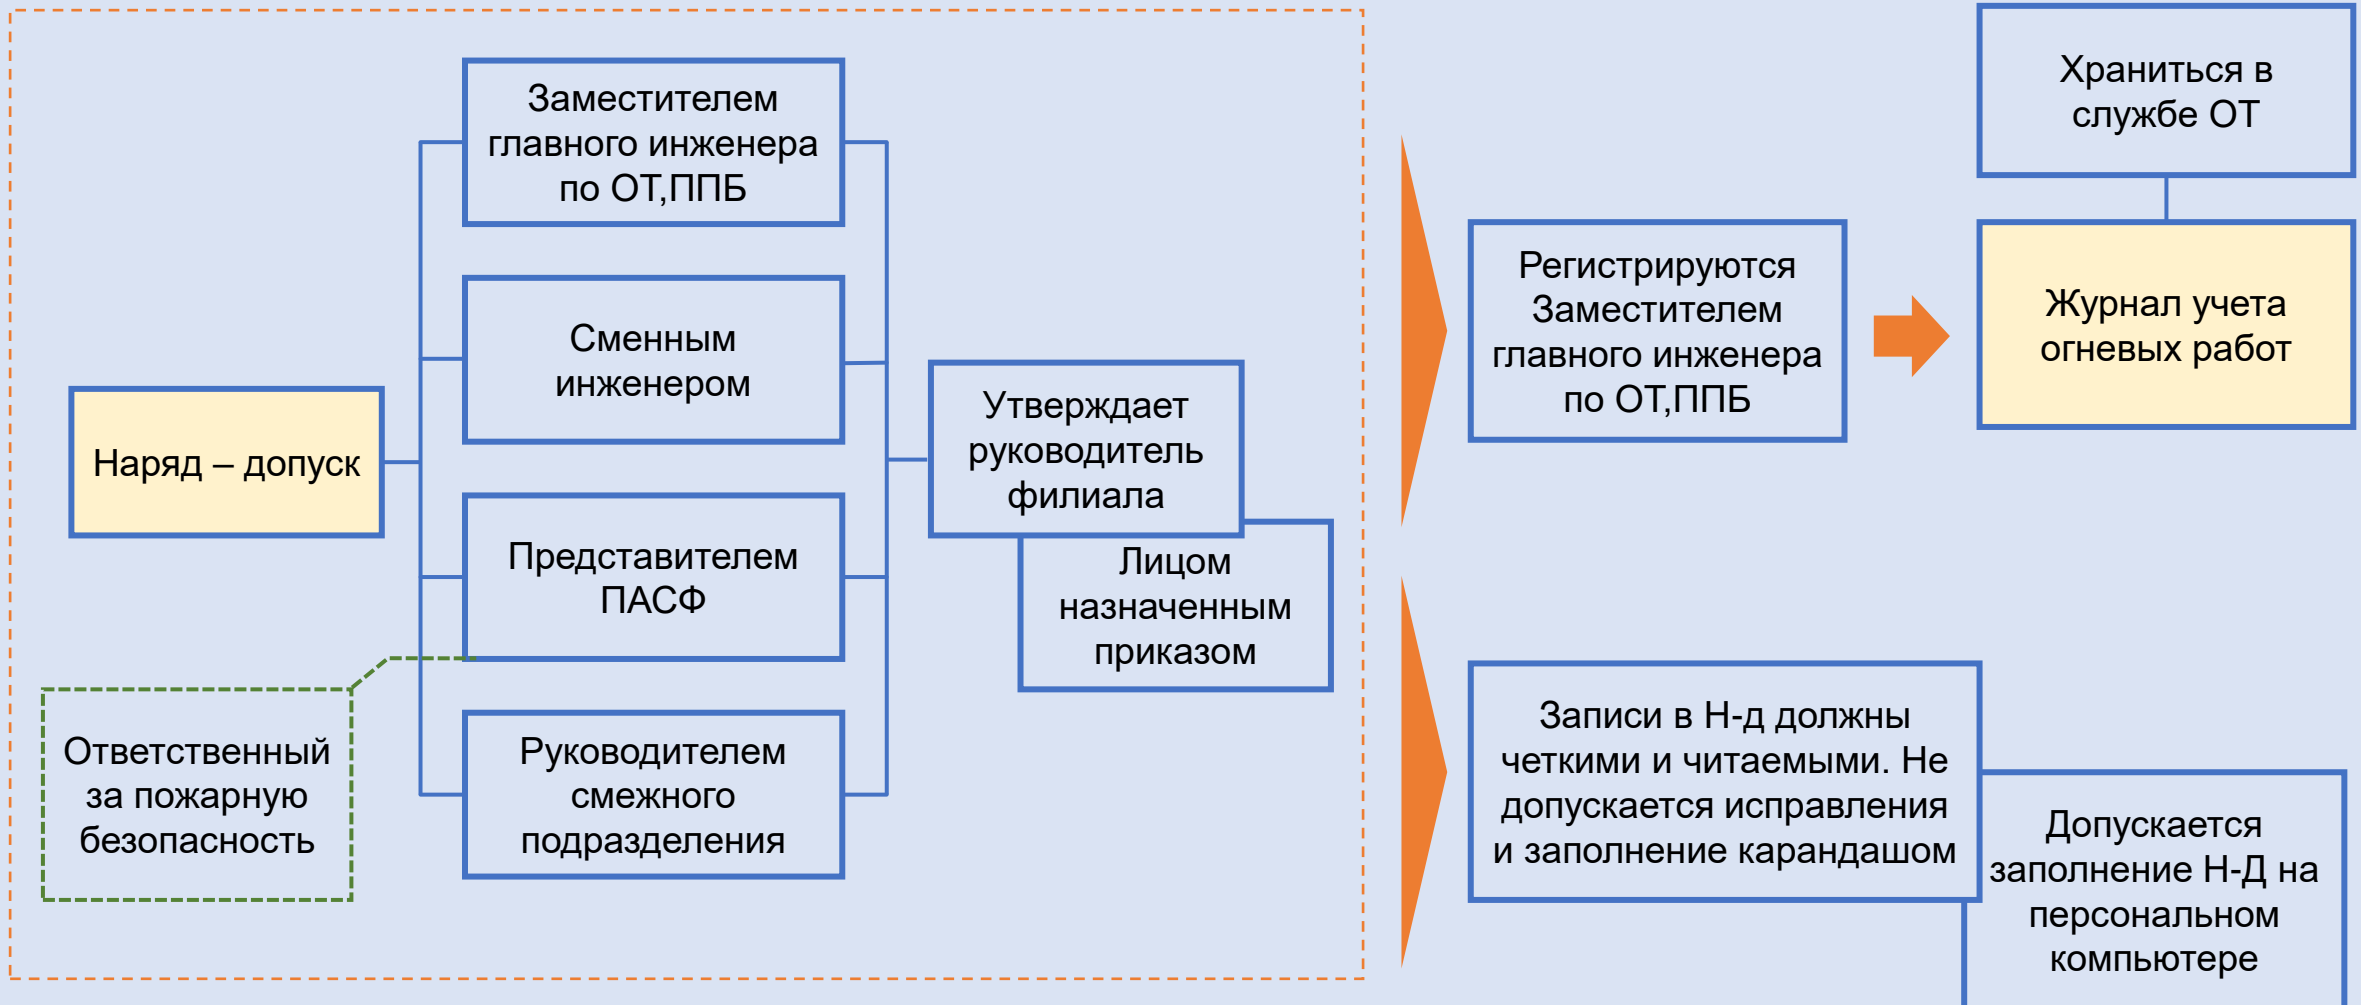 Наряд – допуск
Ответственный
за пожарную
безопасность
Заместителем
главного инженера
по ОТ,ППБ
Сменным
инженером
Представителем
ПАСФ
Руководителем
смежного
подразделения
Утверждает
руководитель
филиала
Лицом
назначенным
приказом
Регистрируются
Заместителем
главного инженера
по ОТ,ППБ
Храниться в
службе ОТ
Журнал учета
огневых работ
Записи в Н-д должны
четкими и читаемыми. Не
допускается исправления
и заполнение карандашом
Допускается
заполнение Н-Д на
персональном
компьютере